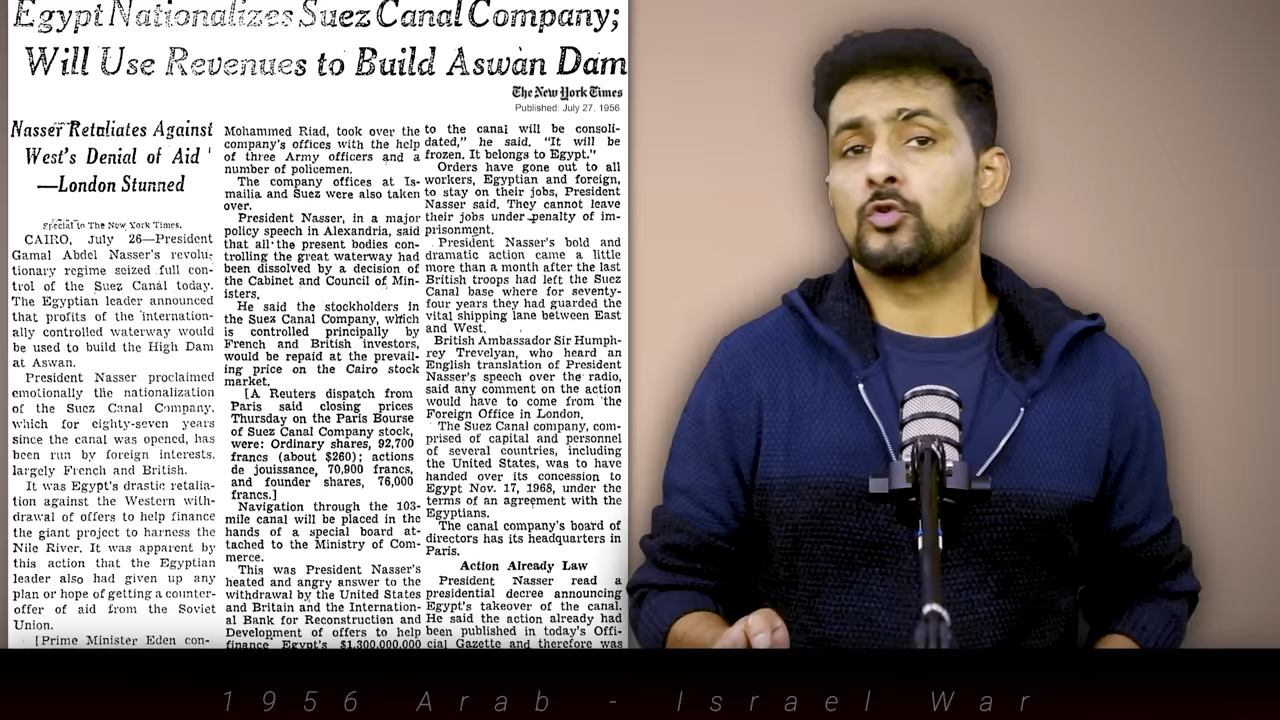 Egypt Nationalizes Suez Canal Company;
Will Use Revenues to Build Aswan Dam
The New York Times
Published: July 27, 1956
Nasser Retaliates Against
West's Denial of Aid
—London Stunned
Special to The New York Times.
CAIRO, July 26—President
Gamal Abdel Nasser's revolu-
tionary regime seized full con-
trol of the Suez Canal today.
The Egyptian leader announced
that profits of the internation-
ally controlled waterway would
be used to build the High Dam
at Aswan.
President Nasser proclaimed
emotionally the nationalization
of the Suez Canal Company,
which for eighty-seven years
since the canal was opened, has
been run by foreign interests,
largely French and British.
It was Egypt's drastic retalia-
tion against the Western with-
drawal of offers to help finance
the giant project to harness the
Nile River. It was apparent by
this action that the Egyptian
leader also had given up any
plan or hope of getting a counter-
offer of aid from the Soviet
Union.
[Prime Minister Eden con-
Mohammed Riad, took over the
company's offices with the help
of three Army officers and a
number of policemen.
The company offices at Is-
mailia and Suez were also taken
over.
President Nasser, in a major
policy speech in Alexandria, said
that all the present bodies con-
trolling the great waterway had
been dissolved by a decision of
the Cabinet and Council of Min-
isters.
He said the stockholders in
the Suez Canal Company, which
is controlled principally by
French and British investors,
would be repaid at the prevail-
ing price on the Cairo stock
market.
[A Reuters dispatch from
Paris said closing prices
Thursday on the Paris Bourse
of Suez Canal Company stock,
were: Ordinary shares, 92,700
francs (about $260); actions
de jouissance, 70,900 francs,
and founder shares, 76,000
francs.]
Navigation through the 103-
mile canal will be placed in the
hands of a special board at-
tached to the Ministry of Com-
merce.
This was President Nasser's
heated and angry answer to the
withdrawal by the United States
and Britain and the Internation-
al Bank for Reconstruction and
Development of offers to help
finance Egypt's $1,300,000,000
to the canal will be consoli-
dated," he said. "It will be
frozen. It belongs to Egypt."
Orders have gone out to all
workers, Egyptian and foreign,
to stay on their jobs, President
Nasser said. They cannot leave
their jobs under penalty of im-
prisonment.
President Nasser's bold and
dramatic action came a little
more than a month after the last
British troops had left the Suez
Canal base where for seventy-
four years they had guarded the
vital shipping lane between East
and West.
British Ambassador Sir Humph-
rey Trevelyan, who heard an
English translation of President
Nasser's speech over the radio,
said any comment on the action
would have to come from the
Foreign Office in London.
The Suez Canal company, com-
prised of capital and personnel
of several countries, including
the United States, was to have
handed over its concession to
Egypt Nov. 17, 1968, under the
terms of an agreement with the
Egyptians.
The canal company's board of
directors has its headquarters in
Paris.
Action Already Law
President Nasser read a
presidential decree announcing
Egypt's takeover of the canal.
He said the action already had
been published in today's Offi-
cial Gazette and therefore was
1956 Arab - Israel War